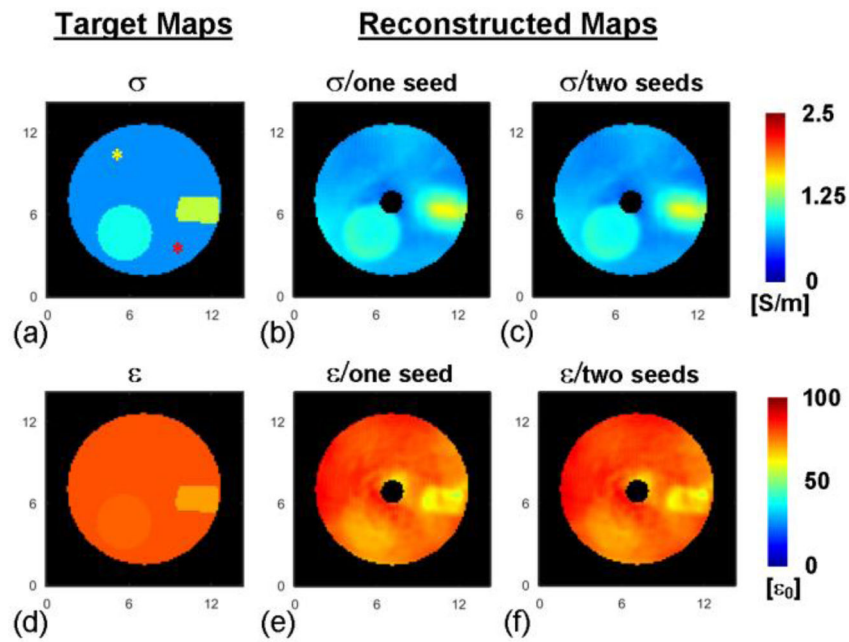 Target Maps
Reconstructed Maps
σ
σ/one seed
σ/two seeds
12
6
0
0
6
12
12
6
0
0
6
12
12
6
0
0
6
12
2.5
1.25
0
[S/m]
(a)
(b)
(c)
ε
ε/one seed
ε/two seeds
12
6
0
0
6
12
12
6
0
0
6
12
12
6
0
0
6
12
100
50
0
[ε₀]
(d)
(e)
(f)